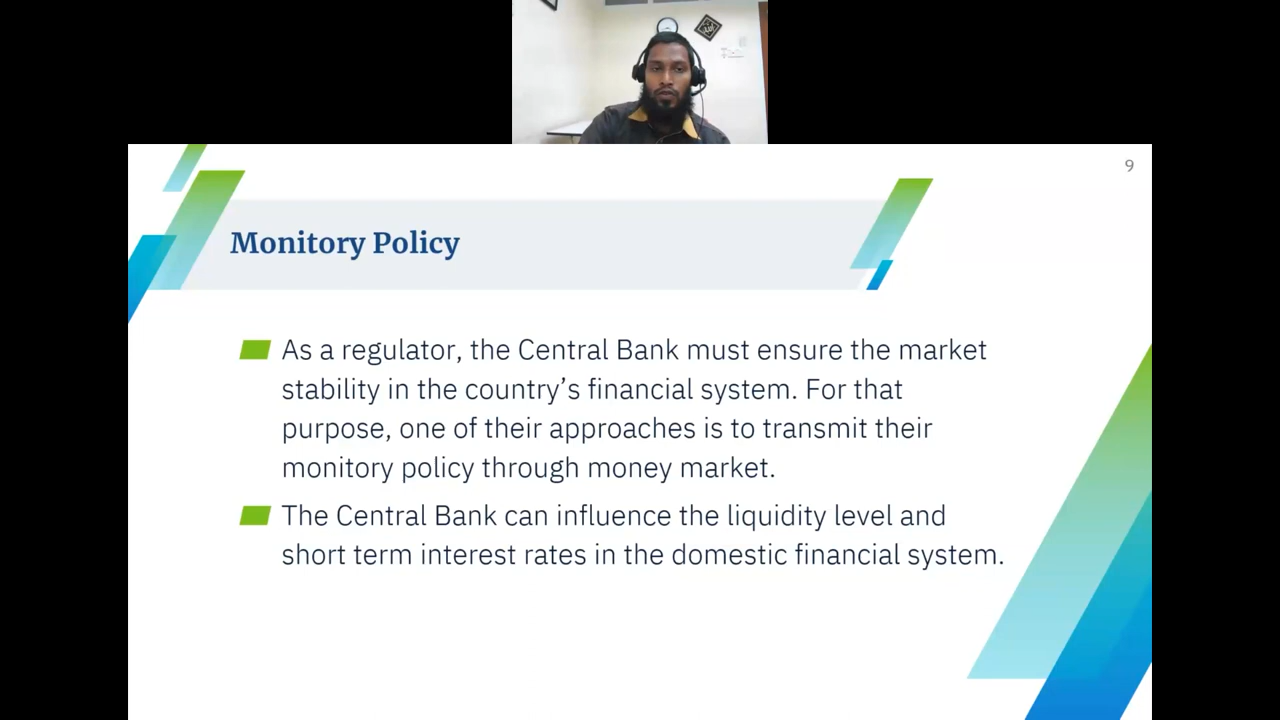 9
Monitory Policy
As a regulator, the Central Bank must ensure the market
stability in the country’s financial system. For that
purpose, one of their approaches is to transmit their
monitory policy through money market.
The Central Bank can influence the liquidity level and
short term interest rates in the domestic financial system.